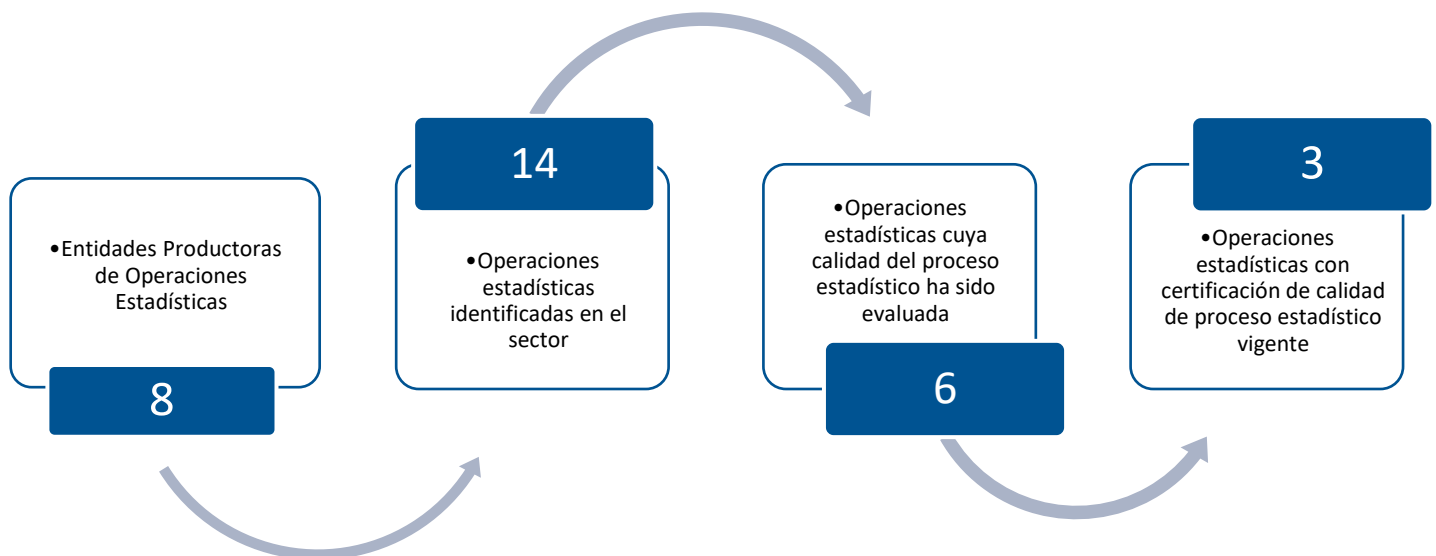 •Entidades Productoras
de Operaciones
Estadísticas
8
14
•Operaciones
estadísticas
identificadas en el
sector
•Operaciones
estadísticas cuya
calidad del proceso
estadístico ha sido
evaluada
6
3
•Operaciones
estadísticas con
certificación de calidad
de proceso estadístico
vigente